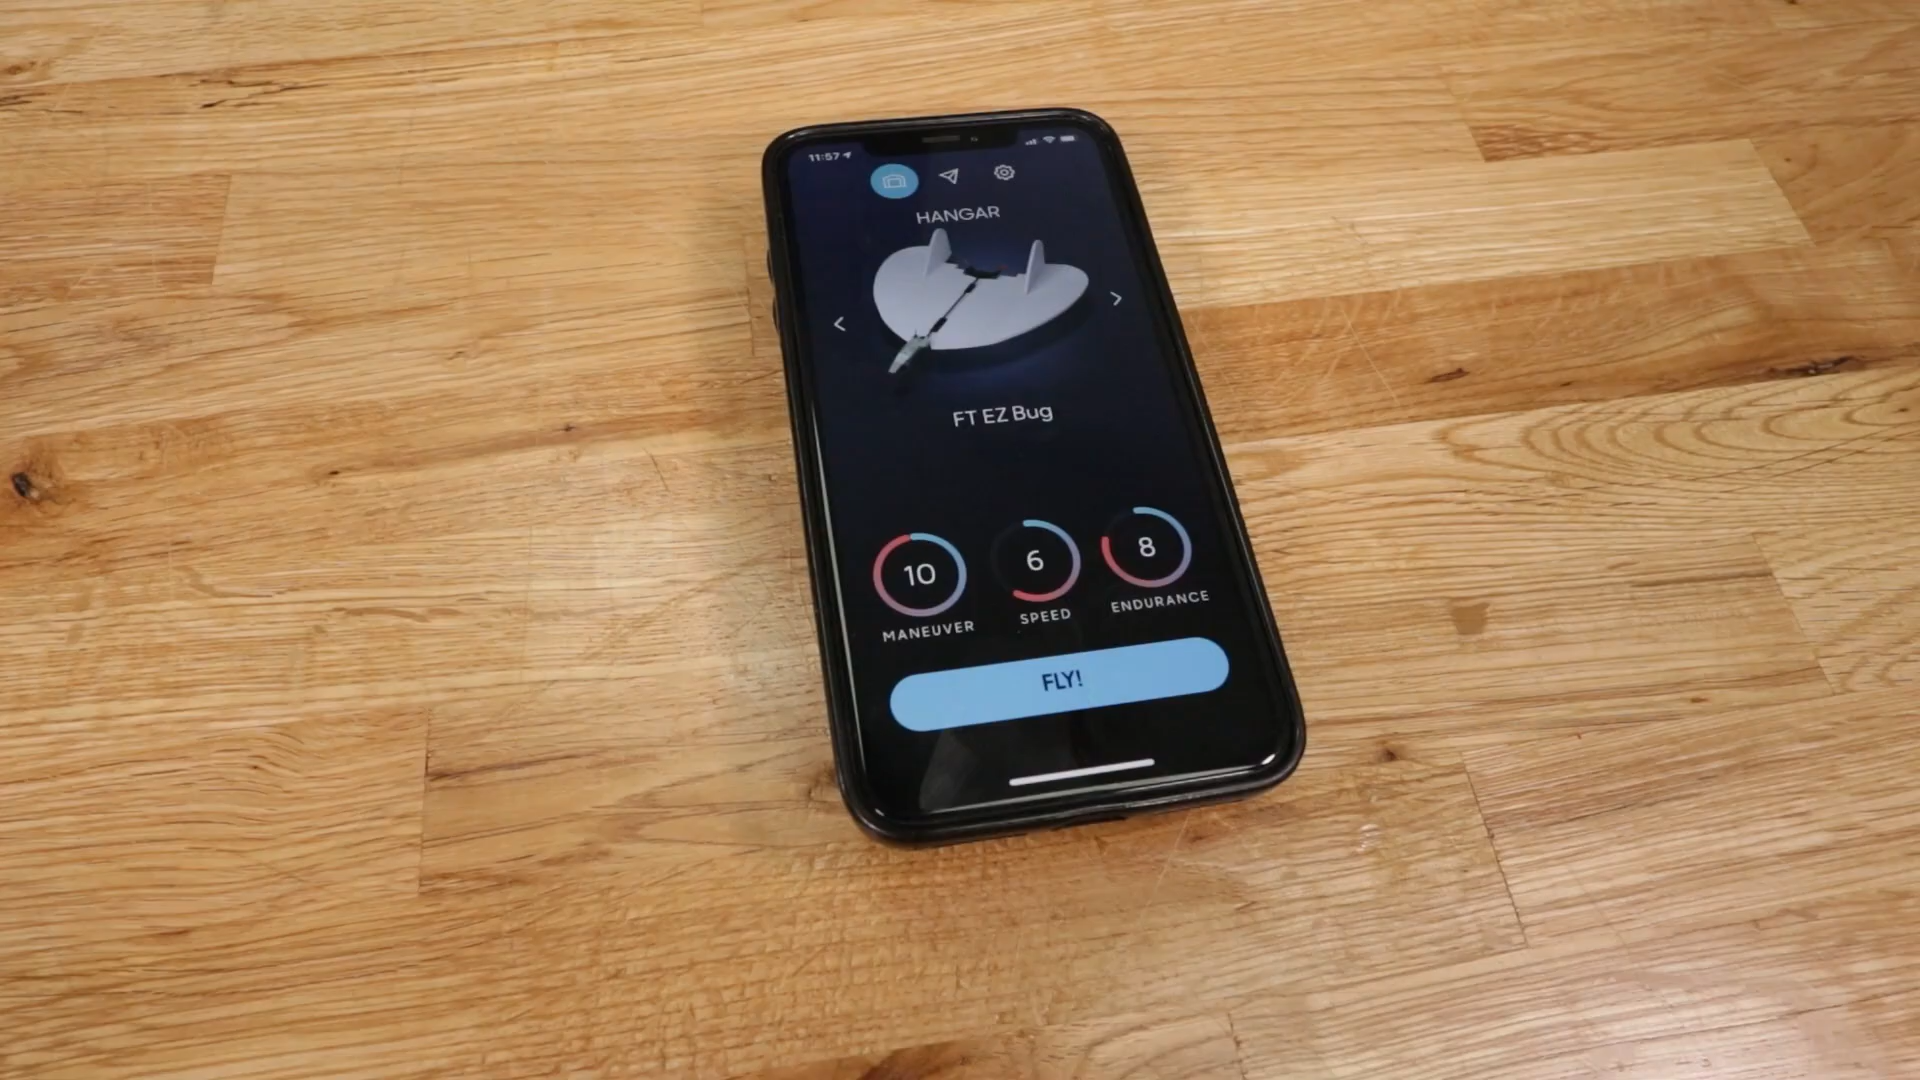 11:57
HANGAR
FT EZ Bug
10
6
8
MANEUVER
SPEED
ENDURANCE
FLY!